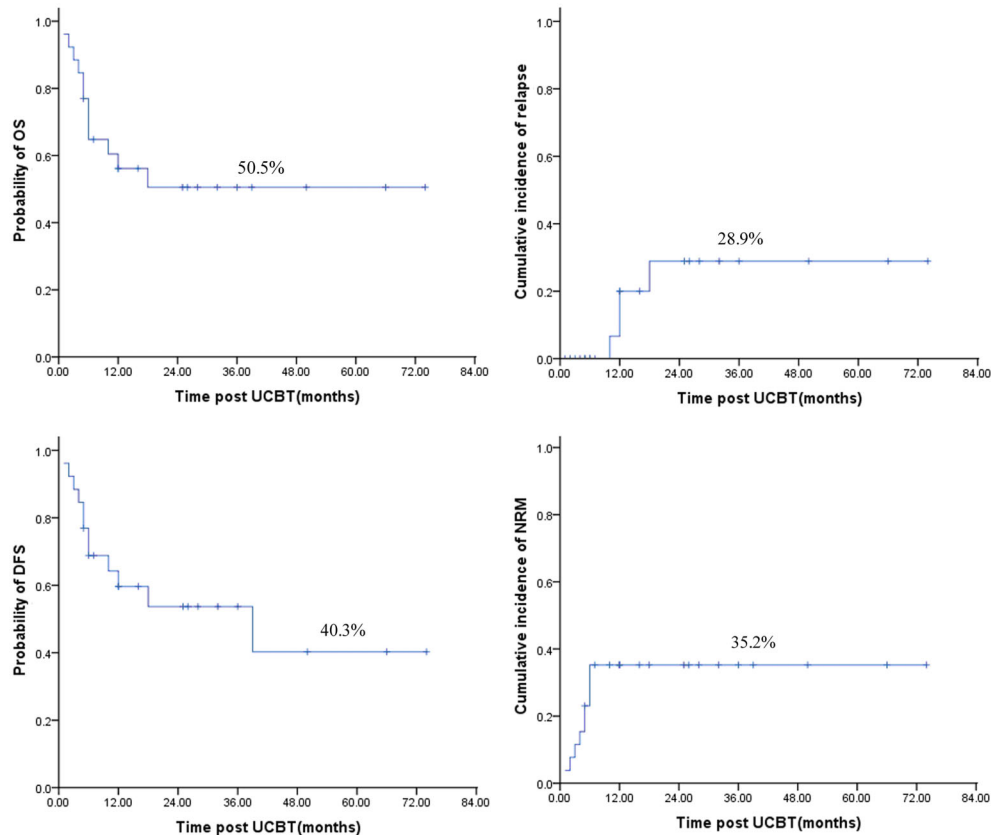 Probability of OS
1.0
0.8
0.6
0.4
0.2
0.0
50.5%
0.00 12.00 24.00 36.00 48.00 60.00 72.00 84.00
Time post UCBT(months)
Cumulative incidence of relapse
1.0
0.8
0.6
0.4
0.2
0.0
28.9%
0.00 12.00 24.00 36.00 48.00 60.00 72.00 84.00
Time post UCBT(months)
Probability of DFS
1.0
0.8
0.6
0.4
0.2
0.0
40.3%
0.00 12.00 24.00 36.00 48.00 60.00 72.00 84.00
Time post UCBT(months)
Cumulative incidence of NRM
1.0
0.8
0.6
0.4
0.2
0.0
35.2%
0.00 12.00 24.00 36.00 48.00 60.00 72.00 84.00
Time post UCBT(months)